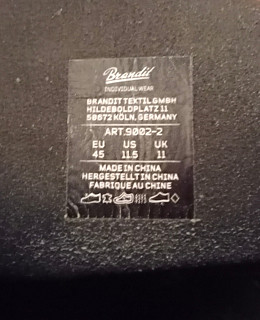 Brandit
INDIVIDUAL WEAR
BRANDIT TEXTIL GMBH
HILDEBOLDPLATZ 11
50672 KÖLN, GERMANY
ART.9002-2
EU US UK
45 11.5 11
MADE IN CHINA
HERGESTELLT IN CHINA
FABRIQUE AU CHINE